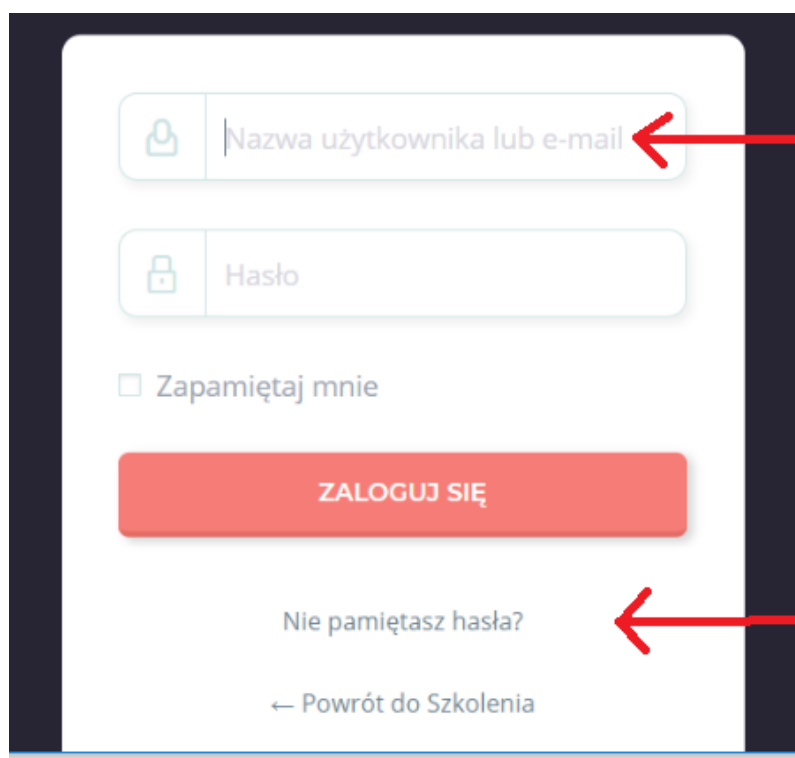 Nazwa użytkownika lub e-mail
Hasło
Zapamiętaj mnie
ZALOGUJ SIĘ
Nie pamiętasz hasła?
← Powrót do Szkolenia